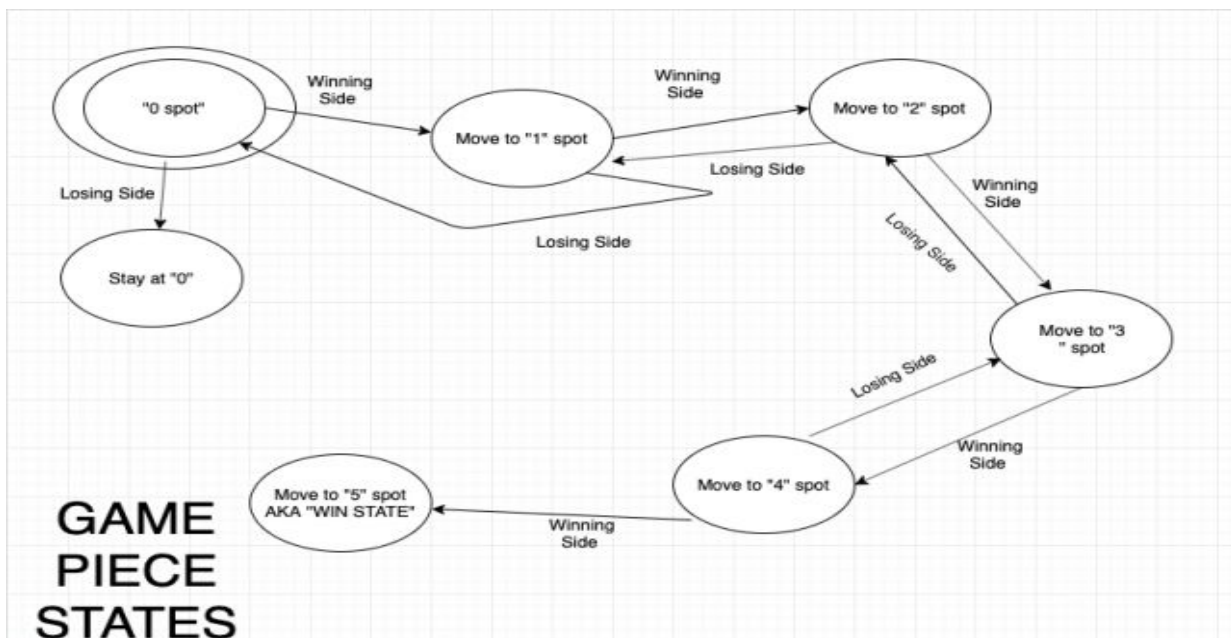 "0 spot"
Winning
Side
Move to "1" spot
Winning
Side
Move to "2" spot
Losing Side
Losing Side
Losing Side
Stay at "0"
Winning
Side
Losing Side
Move to "3
" spot
Losing Side
Winning
Side
Move to "4" spot
Winning
Side
Move to "5" spot
AKA "WIN STATE"
GAME
PIECE
STATES